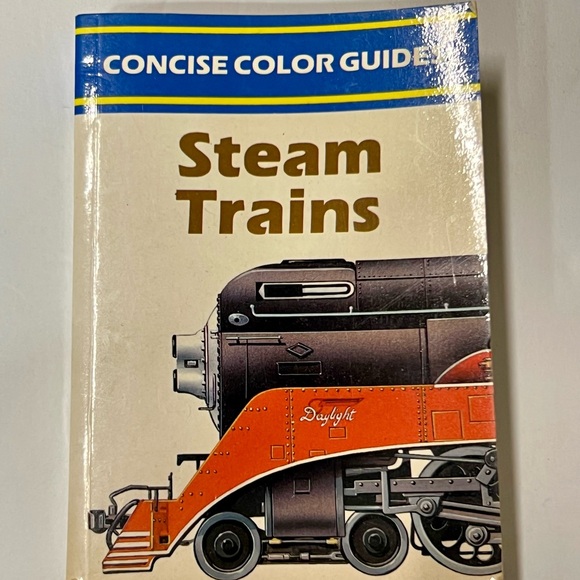 CONCISE COLOR GUIDES
Steam
Trains
Daylight